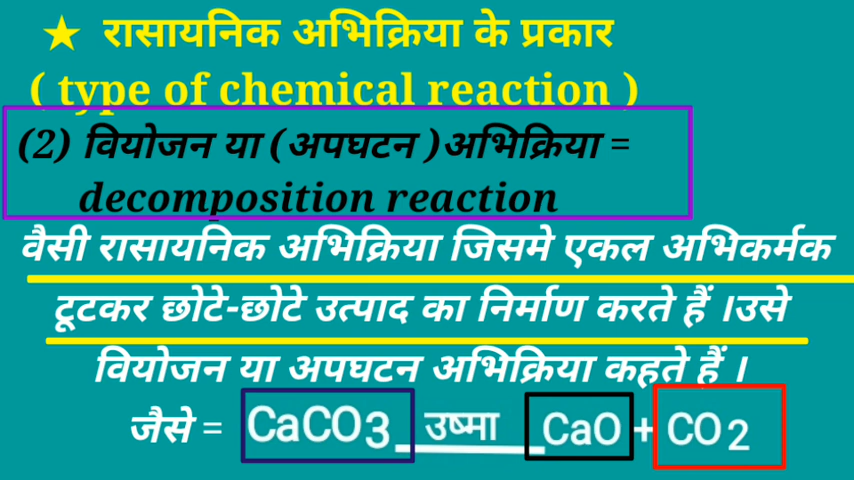 ★ रासायनिक अभिक्रिया के प्रकार
( type of chemical reaction )
(2) वियोजन या (अपघटन )अभिक्रिया =
decomposition reaction
वैसी रासायनिक अभिक्रिया जिसमे एकल अभिकर्मक
टूटकर छोटे-छोटे उत्पाद का निर्माण करते हैं ।उसे
वियोजन या अपघटन अभिक्रिया कहते हैं ।
जैसे = CaCO3 उष्मा CaO + CO2